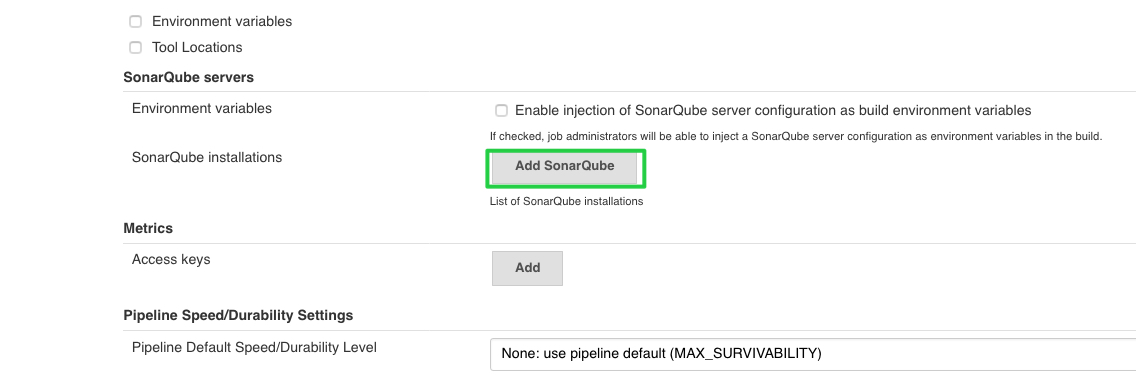 Environment variables
Tool Locations
SonarQube servers
Environment variables
Enable injection of SonarQube server configuration as build environment variables
If checked, job administrators will be able to inject a SonarQube server configuration as environment variables in the build.
SonarQube installations
Add SonarQube
List of SonarQube installations
Metrics
Access keys
Add
Pipeline Speed/Durability Settings
Pipeline Default Speed/Durability Level
None: use pipeline default (MAX_SURVIVABILITY)